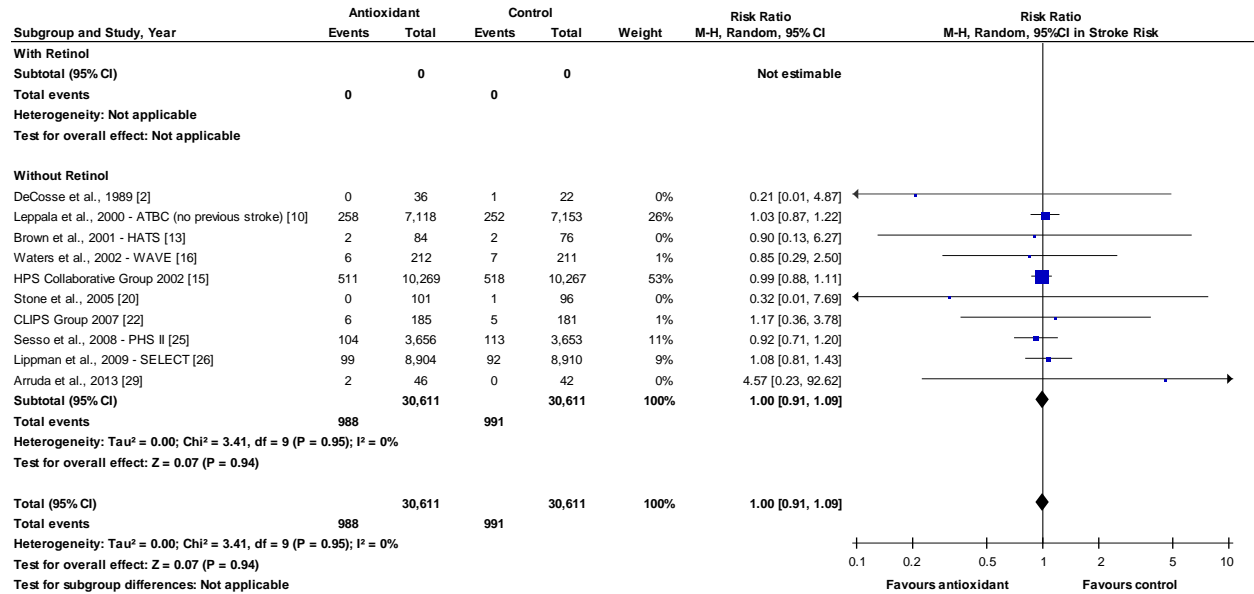 Antioxidant Control Risk Ratio Risk Ratio
Subgroup and Study, Year Events Total Events Total Weight M-H, Random, 95% CI M-H, Random, 95%CI in Stroke Risk
With Retinol
Subtotal (95% CI) 0 0 Not estimable
Total events 0 0
Heterogeneity: Not applicable
Test for overall effect: Not applicable
Without Retinol
DeCosse et al., 1989 [2] 0 36 1 22 0% 0.21 [0.01, 4.87]
Leppala et al., 2000 - ATBC (no previous stroke) [10] 258 7,118 252 7,153 26% 1.03 [0.87, 1.22]
Brown et al., 2001 - HATS [13] 2 84 2 76 0% 0.90 [0.13, 6.27]
Waters et al., 2002 - WAVE [16] 6 212 7 211 1% 0.85 [0.29, 2.50]
HPS Collaborative Group 2002 [15] 511 10,269 518 10,267 53% 0.99 [0.88, 1.11]
Stone et al., 2005 [20] 0 101 1 96 0% 0.32 [0.01, 7.69]
CLIPS Group 2007 [22] 6 185 5 181 1% 1.17 [0.36, 3.78]
Sesso et al., 2008 - PHS II [25] 104 3,656 113 3,653 11% 0.92 [0.71, 1.20]
Lippman et al., 2009 - SELECT [26] 99 8,904 92 8,910 9% 1.08 [0.81, 1.43]
Arruda et al., 2013 [29] 2 46 0 42 0% 4.57 [0.23, 92.62]
Subtotal (95% CI) 30,611 30,611 100% 1.00 [0.91, 1.09]
Total events 988 991
Heterogeneity: Tau² = 0.00; Chi² = 3.41, df = 9 (P = 0.95); I² = 0%
Test for overall effect: Z = 0.07 (P = 0.94)
Total (95% CI) 30,611 30,611 100% 1.00 [0.91, 1.09]
Total events 988 991
Heterogeneity: Tau² = 0.00; Chi² = 3.41, df = 9 (P = 0.95); I² = 0%
Test for overall effect: Z = 0.07 (P = 0.94)
Test for subgroup differences: Not applicable
0.1 0.2 0.5 1 2 5 10
Favours antioxidant Favours control